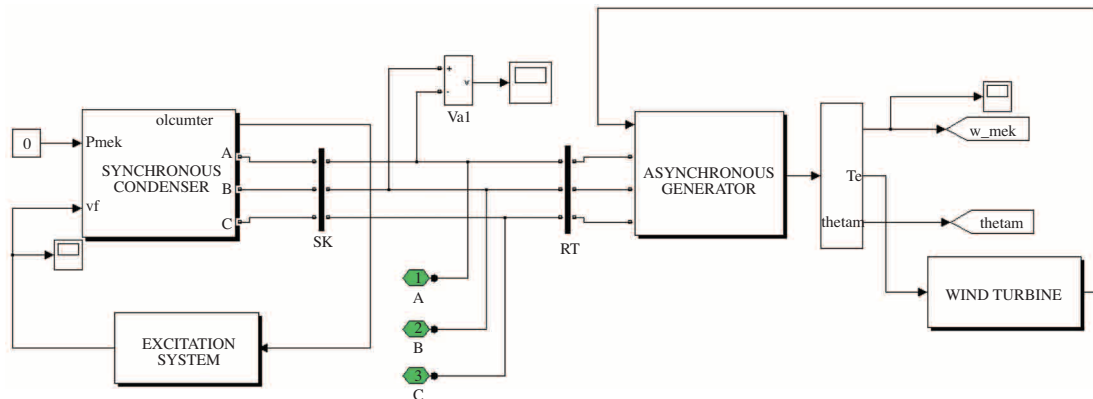 0
Pmek
olcumter
SYNCHRONOUS
CONDENSER
vf
A
B
C
EXCITATION
SYSTEM
SK
+
-
v
Va1
1
A
2
B
3
C
RT
ASYNCHRONOUS
GENERATOR
Te
thetam
w_mek
thetam
WIND TURBINE